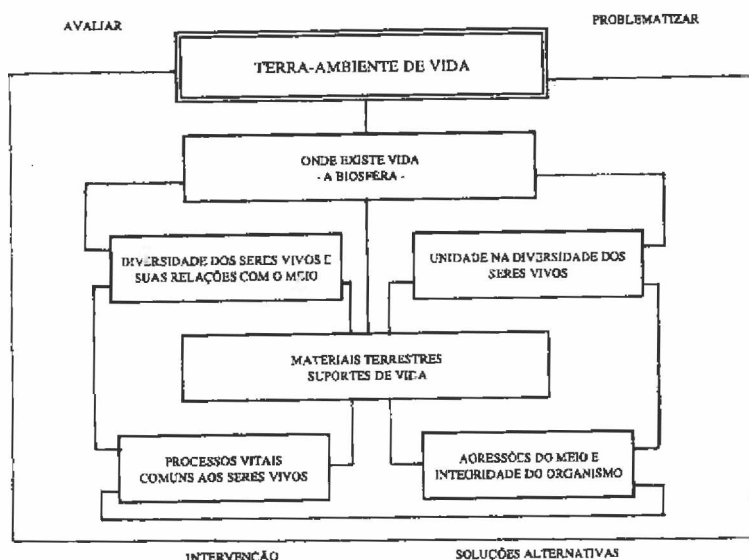 AVALIAR
PROBLEMATIZAR
TERRA-AMBIENTE DE VIDA
ONDE EXISTE VIDA
- A BIOSFERA -
DIVERSIDADE DOS SERES VIVOS E
SUAS RELAÇÕES COM O MEIO
UNIDADE NA DIVERSIDADE DOS
SERES VIVOS
MATERIAIS TERRESTRES
SUPORTES DE VIDA
PROCESSOS VITAIS
COMUNS AOS SERES VIVOS
AGRESSÕES DO MEIO E
INTEGRIDADE DO ORGANISMO
INTERVENÇÃO
SOLUÇÕES ALTERNATIVAS